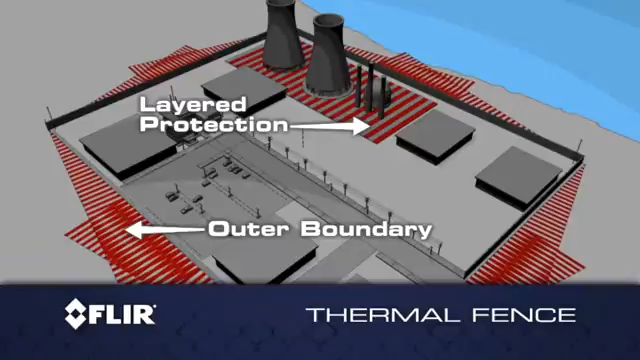 Layered
Protection
Outer Boundary
FLIR
THERMAL FENCE